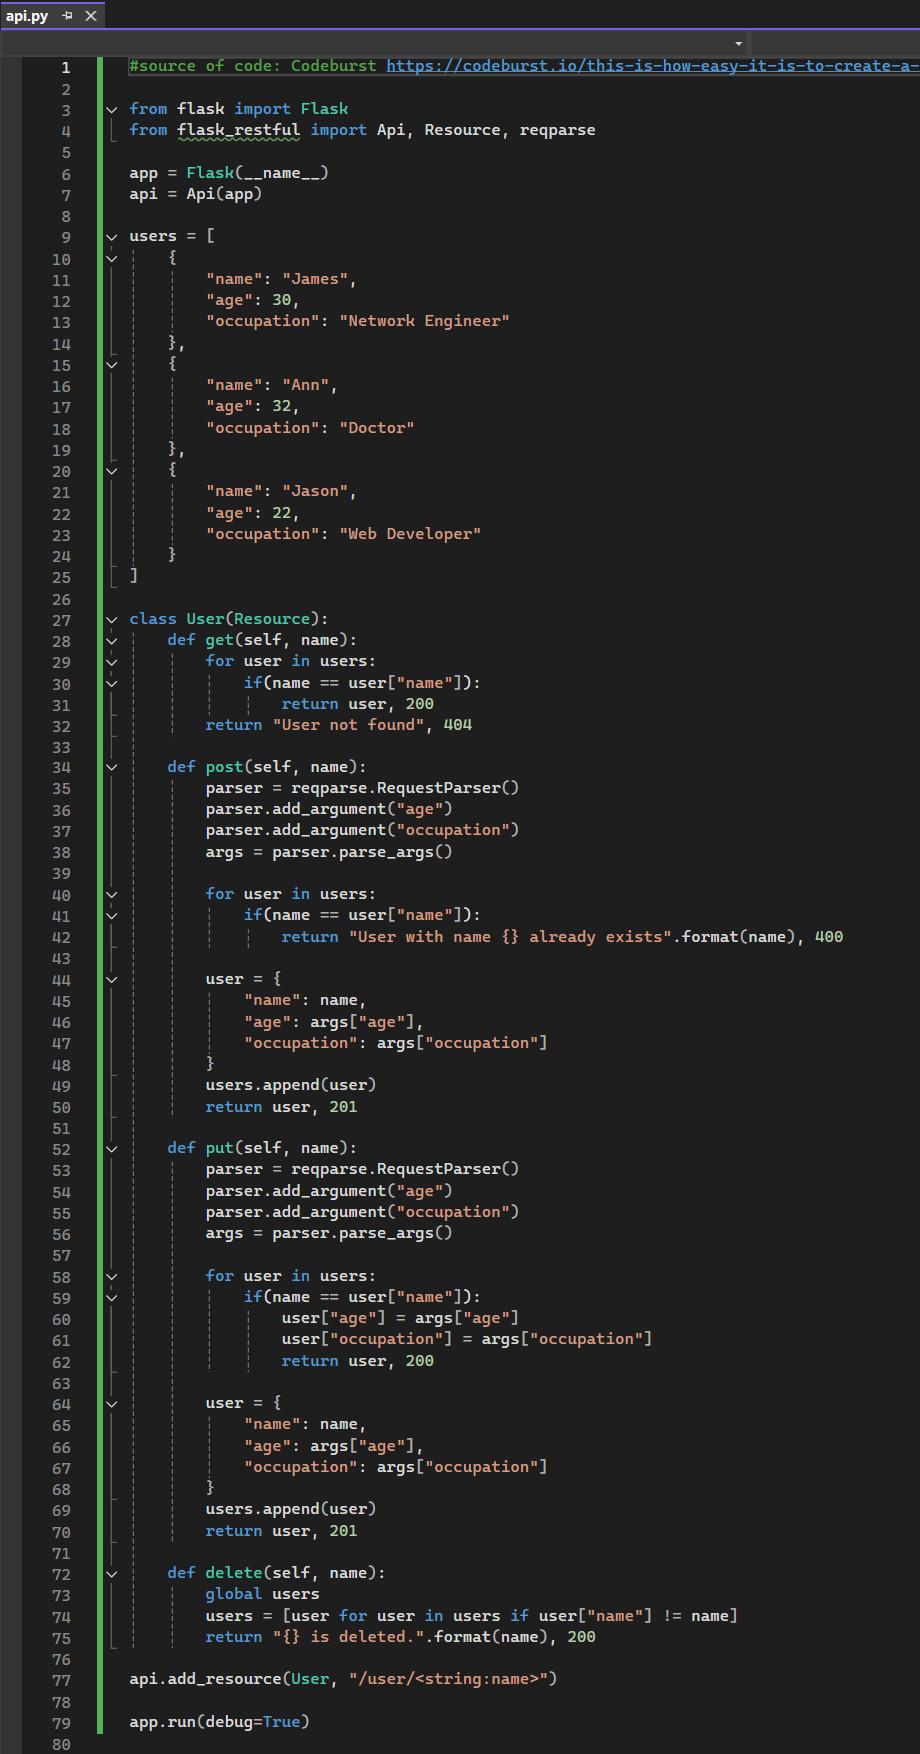 api.py
1 #source of code: Codeburst https://codeburst.io/this-is-how-easy-it-is-to-create-a-
2
3 from flask import Flask
4 from flask_restful import Api, Resource, reqparse
5
6 app = Flask(__name__)
7 api = Api(app)
8
9 users = [
10     {
11         "name": "James",
12         "age": 30,
13         "occupation": "Network Engineer"
14     },
15     {
16         "name": "Ann",
17         "age": 32,
18         "occupation": "Doctor"
19     },
20     {
21         "name": "Jason",
22         "age": 22,
23         "occupation": "Web Developer"
24     }
25 ]
26
27 class User(Resource):
28     def get(self, name):
29         for user in users:
30             if(name == user["name"]):
31                 return user, 200
32         return "User not found", 404
33
34     def post(self, name):
35         parser = reqparse.RequestParser()
36         parser.add_argument("age")
37         parser.add_argument("occupation")
38         args = parser.parse_args()
39
40         for user in users:
41             if(name == user["name"]):
42                 return "User with name {} already exists".format(name), 400
43
44         user = {
45             "name": name,
46             "age": args["age"],
47             "occupation": args["occupation"]
48         }
49         users.append(user)
50         return user, 201
51
52     def put(self, name):
53         parser = reqparse.RequestParser()
54         parser.add_argument("age")
55         parser.add_argument("occupation")
56         args = parser.parse_args()
57
58         for user in users:
59             if(name == user["name"]):
60                 user["age"] = args["age"]
61                 user["occupation"] = args["occupation"]
62                 return user, 200
63
64         user = {
65             "name": name,
66             "age": args["age"],
67             "occupation": args["occupation"]
68         }
69         users.append(user)
70         return user, 201
71
72     def delete(self, name):
73         global users
74         users = [user for user in users if user["name"] != name]
75         return "{} is deleted.".format(name), 200
76
77 api.add_resource(User, "/user/<string:name>")
78
79 app.run(debug=True)
80